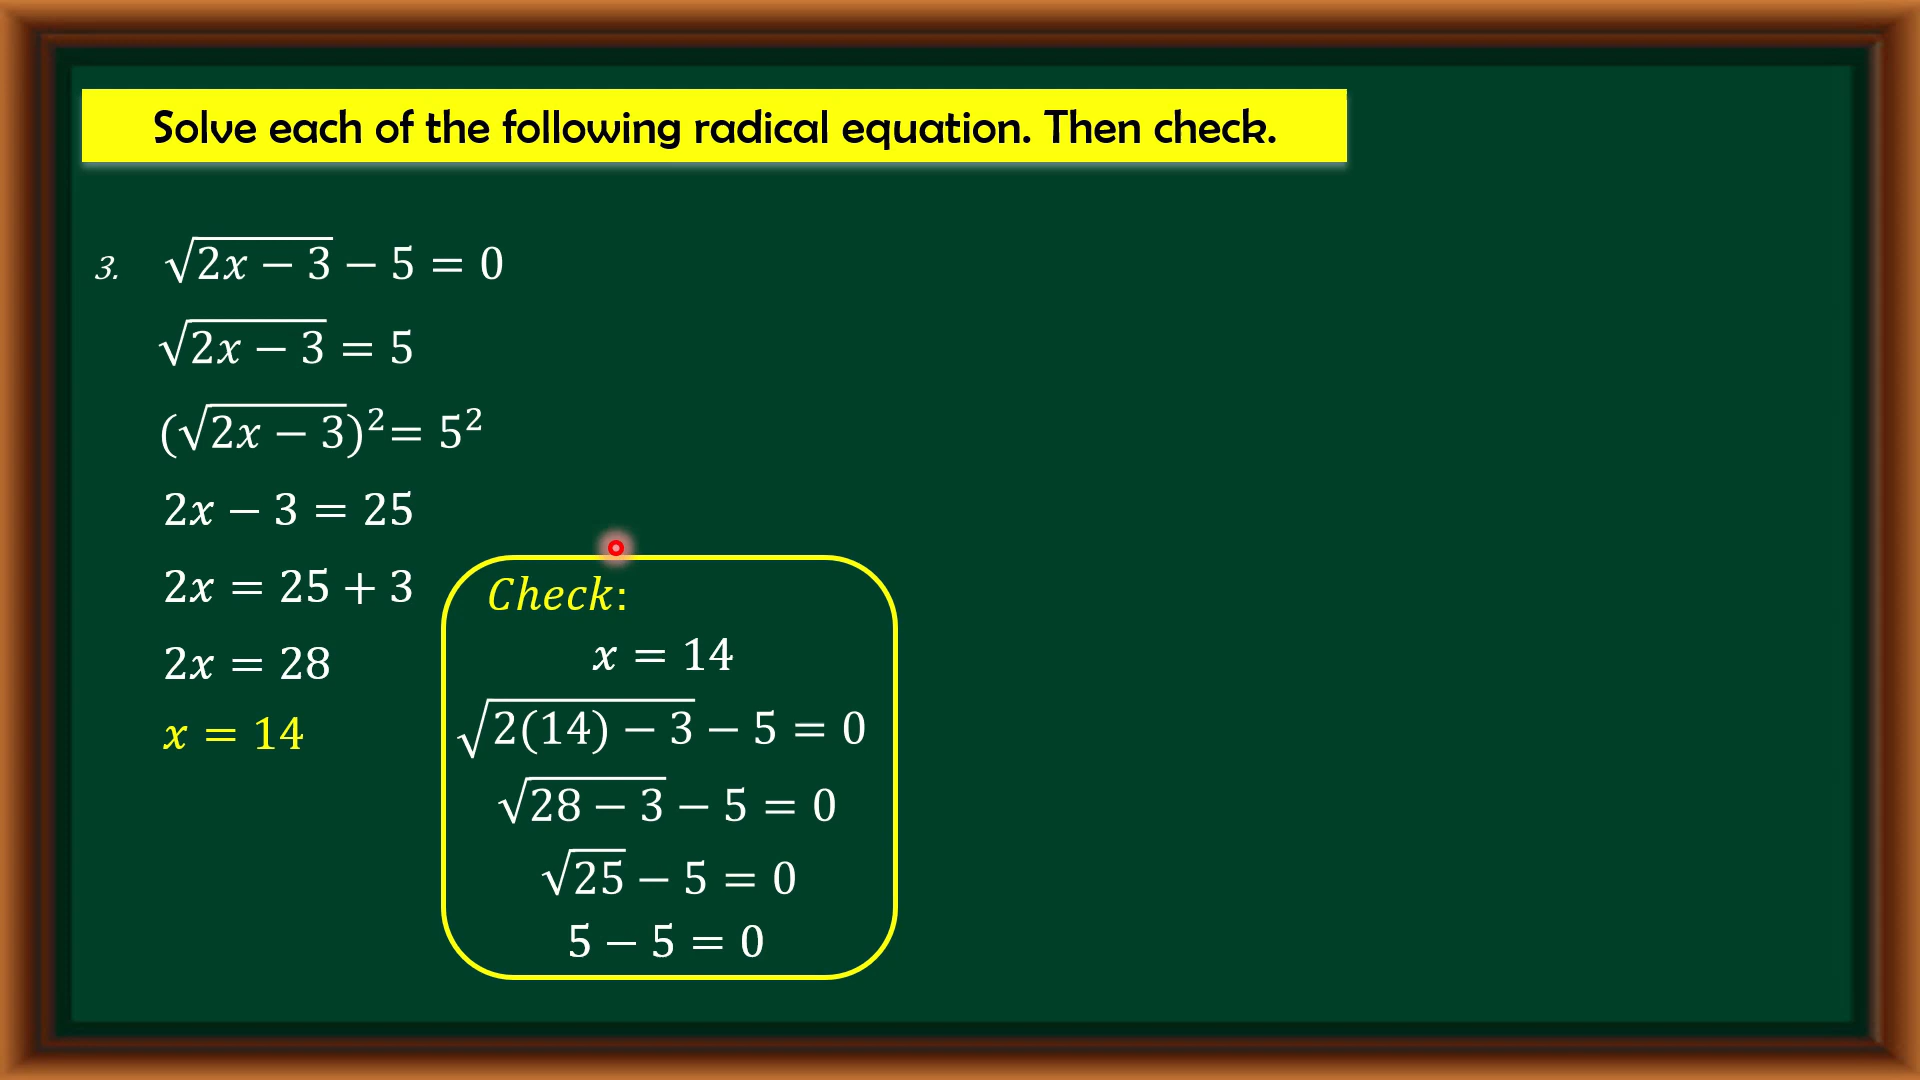 Solve each of the following radical equation. Then check.
3. √(2x − 3) − 5 = 0
√(2x − 3) = 5
(√(2x − 3))² = 5²
2x − 3 = 25
2x = 25 + 3
2x = 28
x = 14
Check:
x = 14
√(2(14) − 3) − 5 = 0
√(28 − 3) − 5 = 0
√25 − 5 = 0
5 − 5 = 0